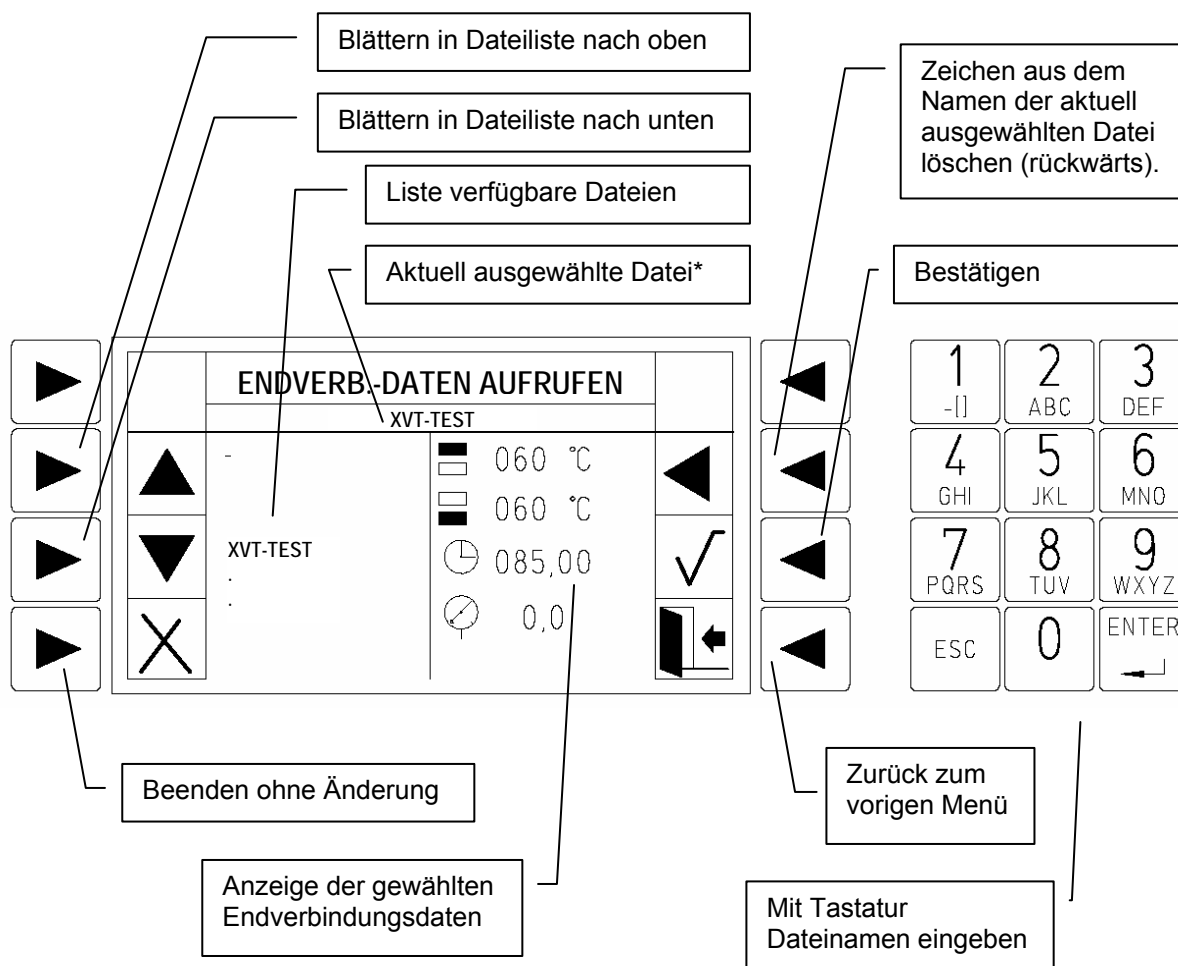 Blättern in Dateiliste nach oben
Blättern in Dateiliste nach unten
Liste verfügbare Dateien
Aktuell ausgewählte Datei*
Zeichen aus dem
Namen der aktuell
ausgewählten Datei
löschen (rückwärts).
Bestätigen
ENDVERB.-DATEN AUFRUFEN
XVT-TEST
-
XVT-TEST
.
.
060 °C
060 °C
085,00
0,0
1 2 3
-[] ABC DEF
4 5 6
GHI JKL MNO
7 8 9
PQRS TUV WXYZ
ESC 0 ENTER
Beenden ohne Änderung
Anzeige der gewählten
Endverbindungsdaten
Zurück zum
vorigen Menü
Mit Tastatur
Dateinamen eingeben